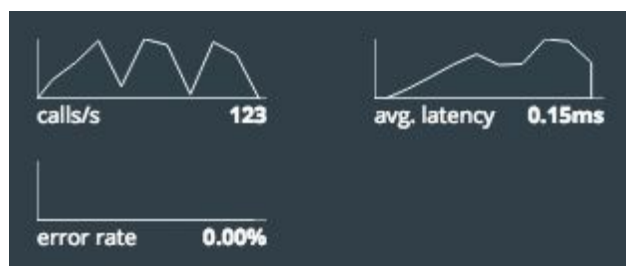 calls/s 123
avg. latency 0.15ms
error rate 0.00%